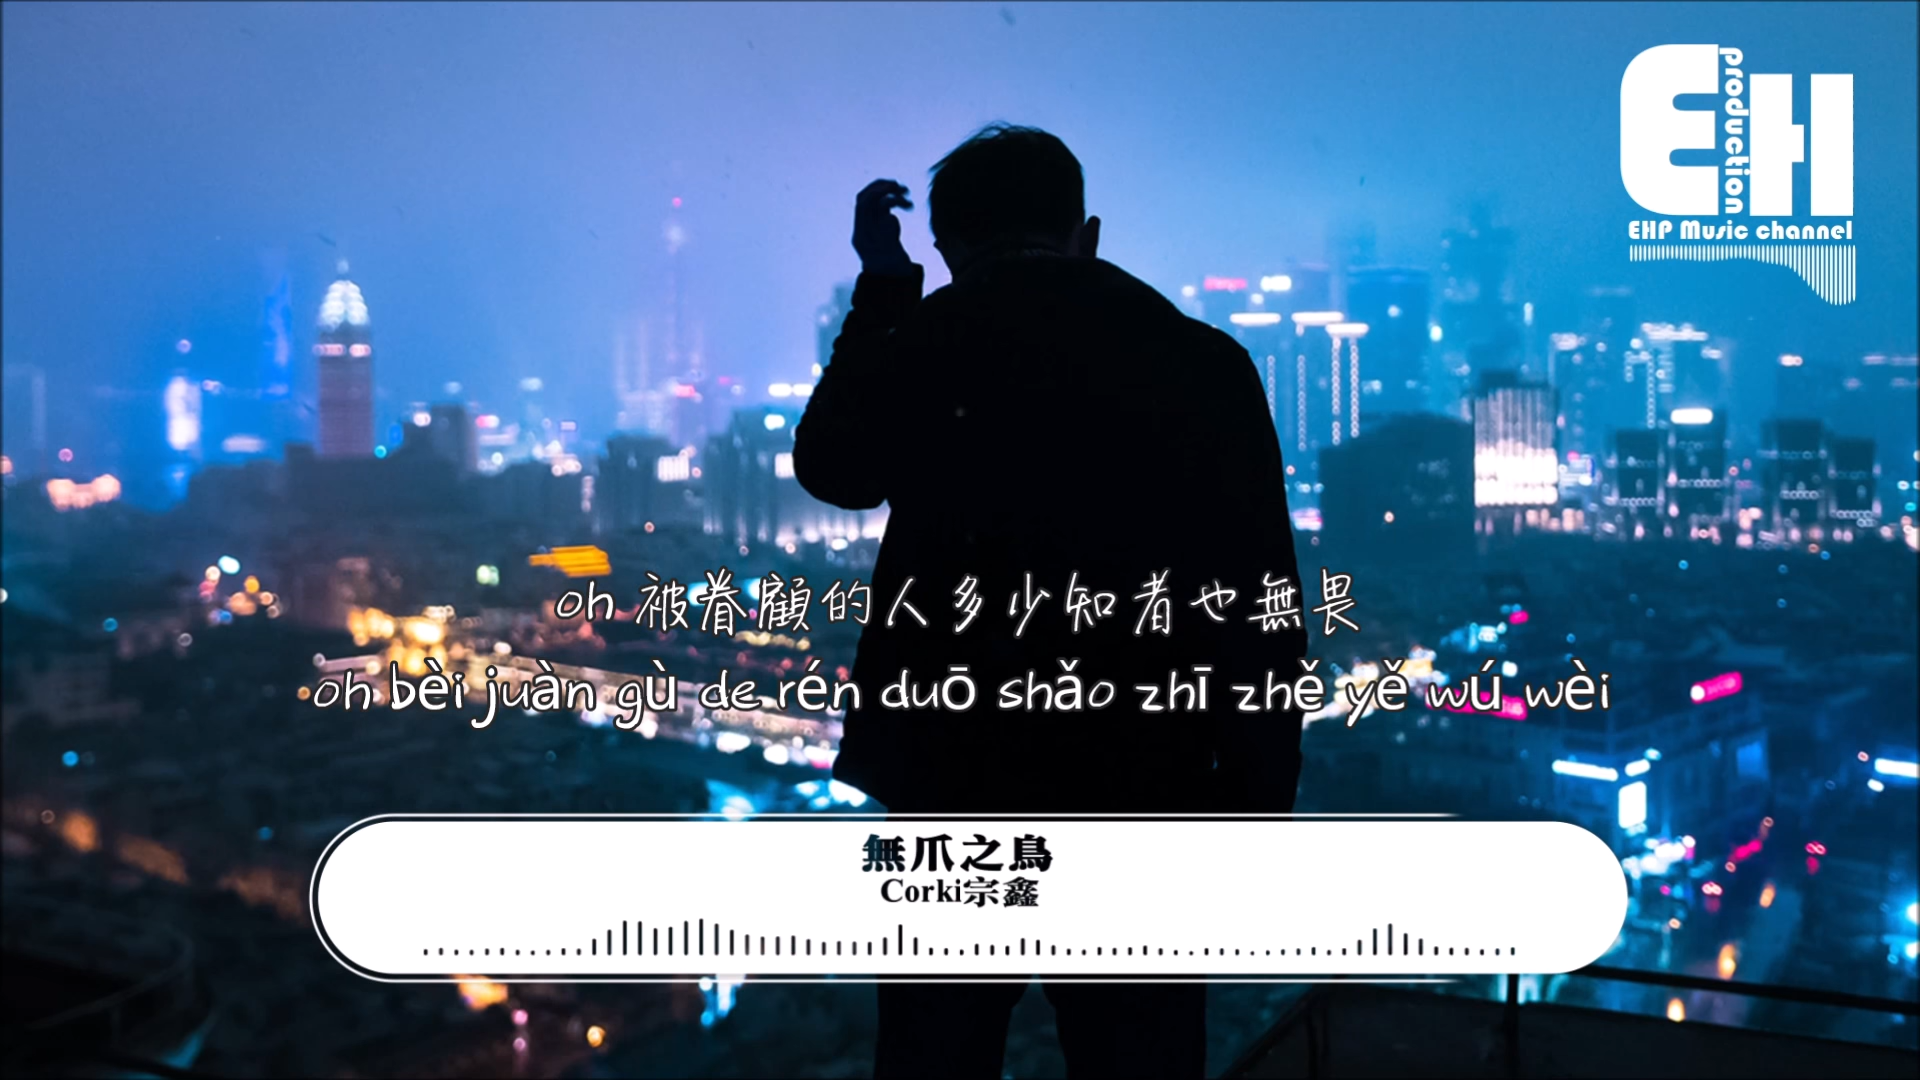 EH
production
EHP Music channel
oh 被眷顧的人多少知者也無畏
oh bèi juàn gù de rén duō shǎo zhī zhě yě wú wèi
無爪之鳥
Corki宗鑫